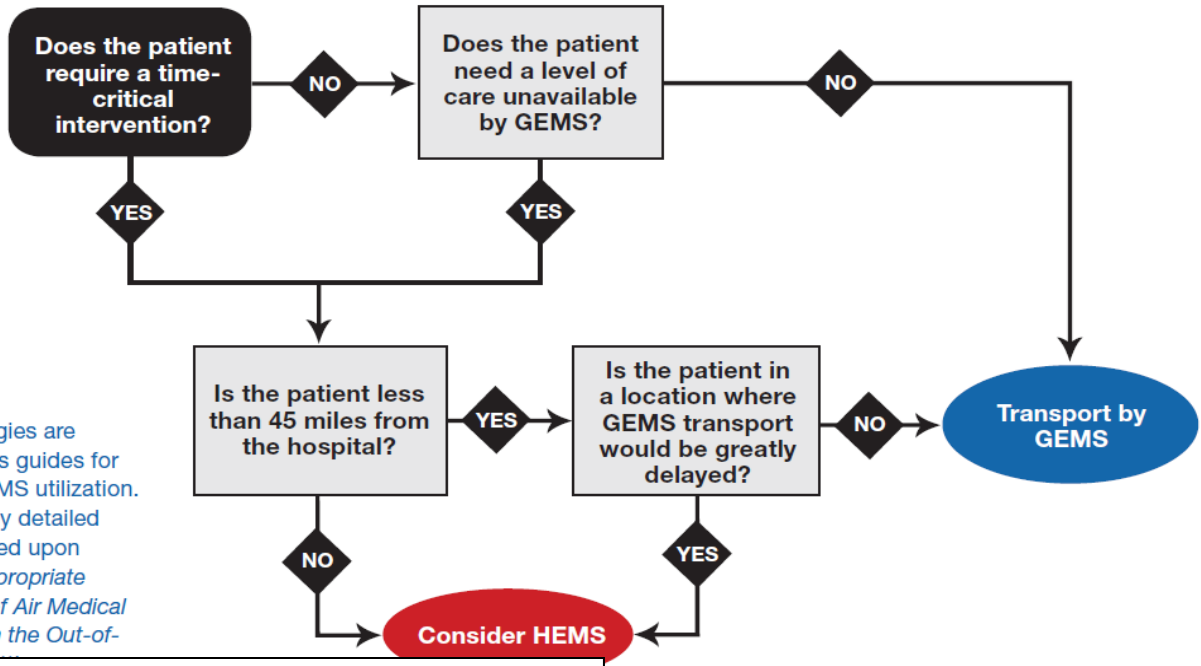 Does the patient
require a time-
critical
intervention?
NO
Does the patient
need a level of
care unavailable
by GEMS?
NO
YES
YES
Is the patient less
than 45 miles from
the hospital?
YES
Is the patient in
a location where
GEMS transport
would be greatly
delayed?
NO
Transport by
GEMS
NO
YES
Consider HEMS
gies are
s guides for
MS utilization.
y detailed
ed upon
propriate
f Air Medical
the Out-of-